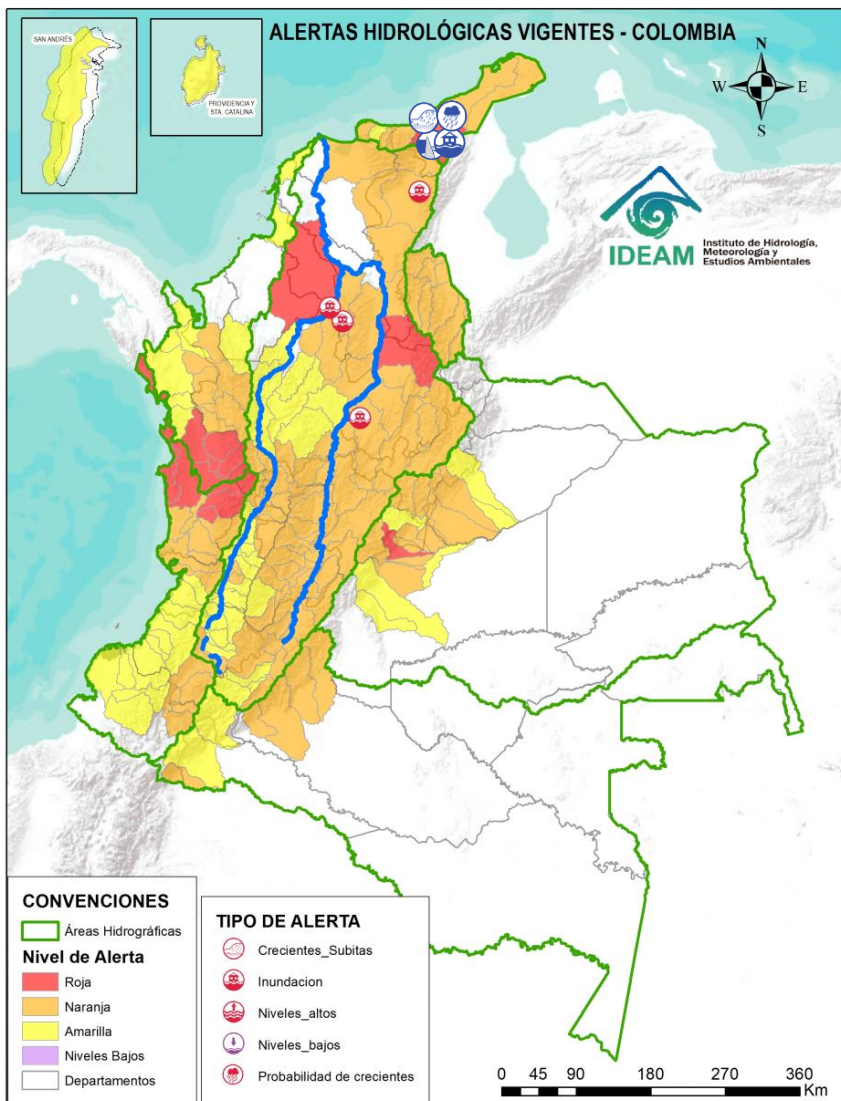 ALERTAS HIDROLÓGICAS VIGENTES - COLOMBIA
SAN ANDRÉS
PROVIDENCIA Y
STA. CATALINA
N
W
E
S
IDEAM
Instituto de Hidrología,
Meteorología y
Estudios Ambientales
CONVENCIONES
Áreas Hidrográficas
Nivel de Alerta
Roja
Naranja
Amarilla
Niveles Bajos
Departamentos
TIPO DE ALERTA
Crecientes_Subitas
Inundacion
Niveles_altos
Niveles_bajos
Probabilidad de crecientes
0 45 90 180 270 360
Km